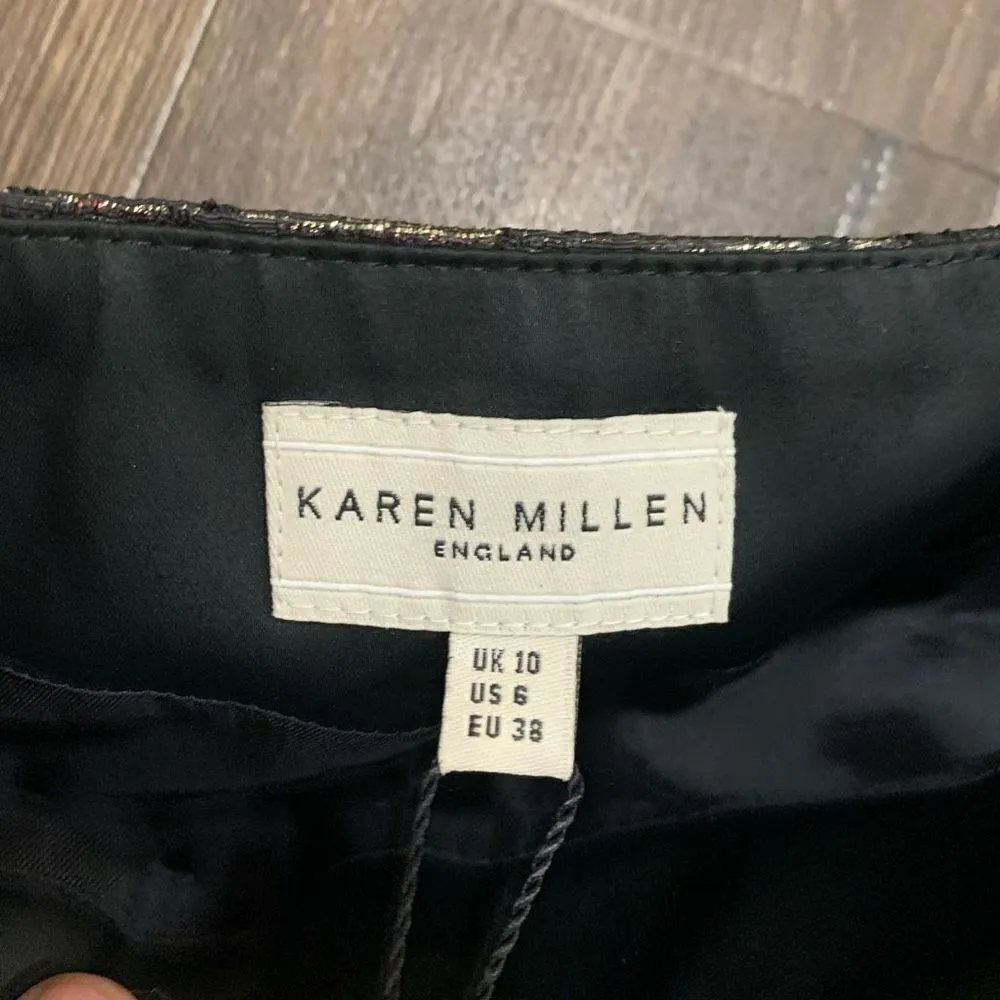 KAREN MILLEN
ENGLAND
UK 10
US 6
EU 38